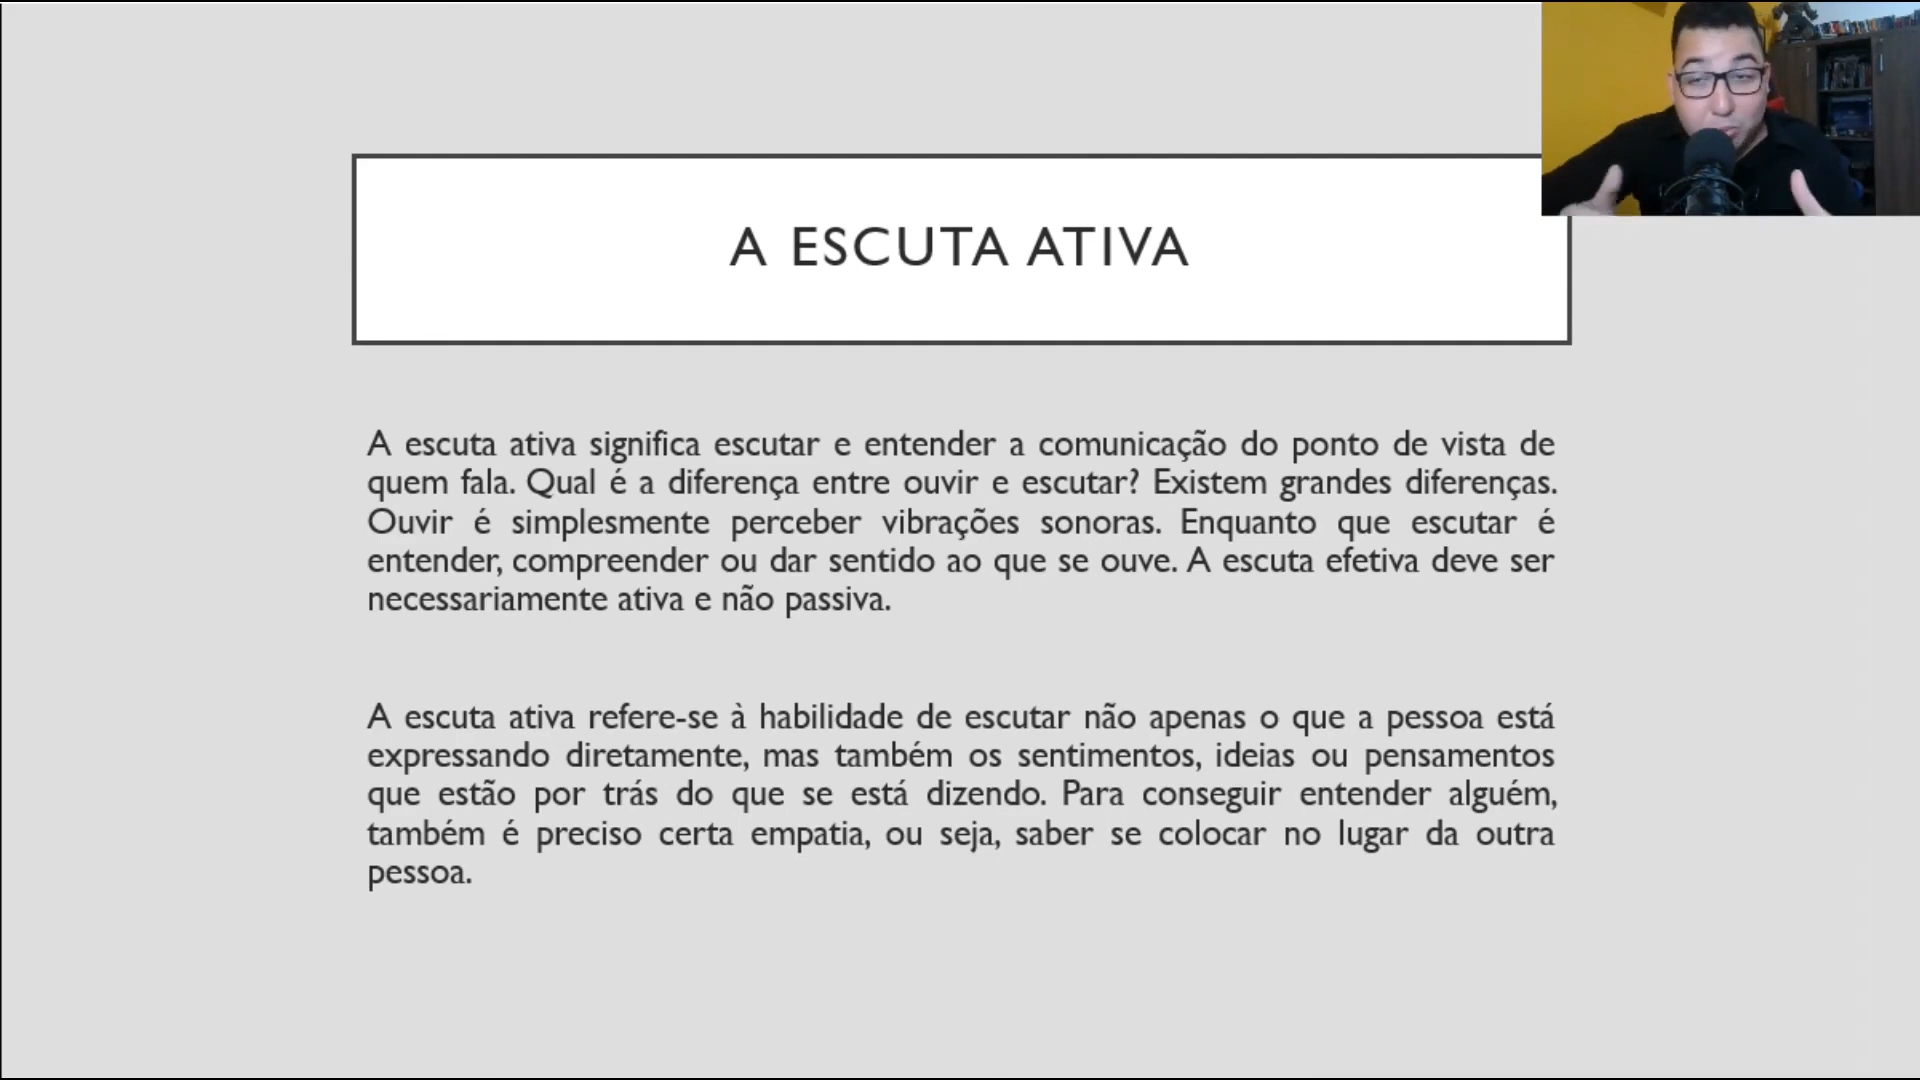 A ESCUTA ATIVA
A escuta ativa significa escutar e entender a comunicação do ponto de vista de
quem fala. Qual é a diferença entre ouvir e escutar? Existem grandes diferenças.
Ouvir é simplesmente perceber vibrações sonoras. Enquanto que escutar é
entender, compreender ou dar sentido ao que se ouve. A escuta efetiva deve ser
necessariamente ativa e não passiva.
A escuta ativa refere-se à habilidade de escutar não apenas o que a pessoa está
expressando diretamente, mas também os sentimentos, ideias ou pensamentos
que estão por trás do que se está dizendo. Para conseguir entender alguém,
também é preciso certa empatia, ou seja, saber se colocar no lugar da outra
pessoa.